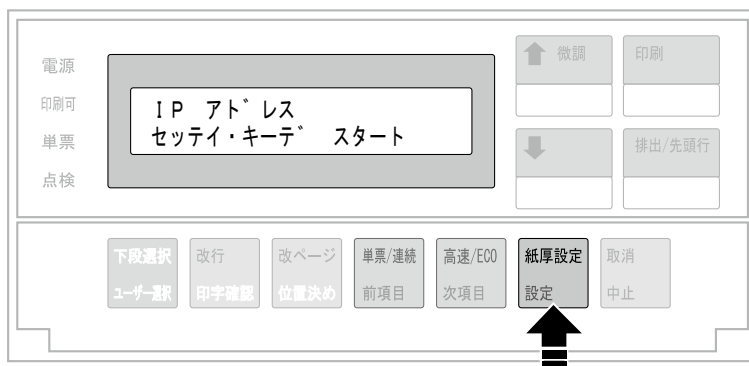 電源
印刷可
単票
点検
IP アドレス
セッテイ・キーデ スタート
微調
印刷
排出/先頭行
下段選択
ユーザー選択
改行
印字確認
改ページ
位置決め
単票/連続
前項目
高速/ECO
次項目
紙厚設定
設定
取消
中止